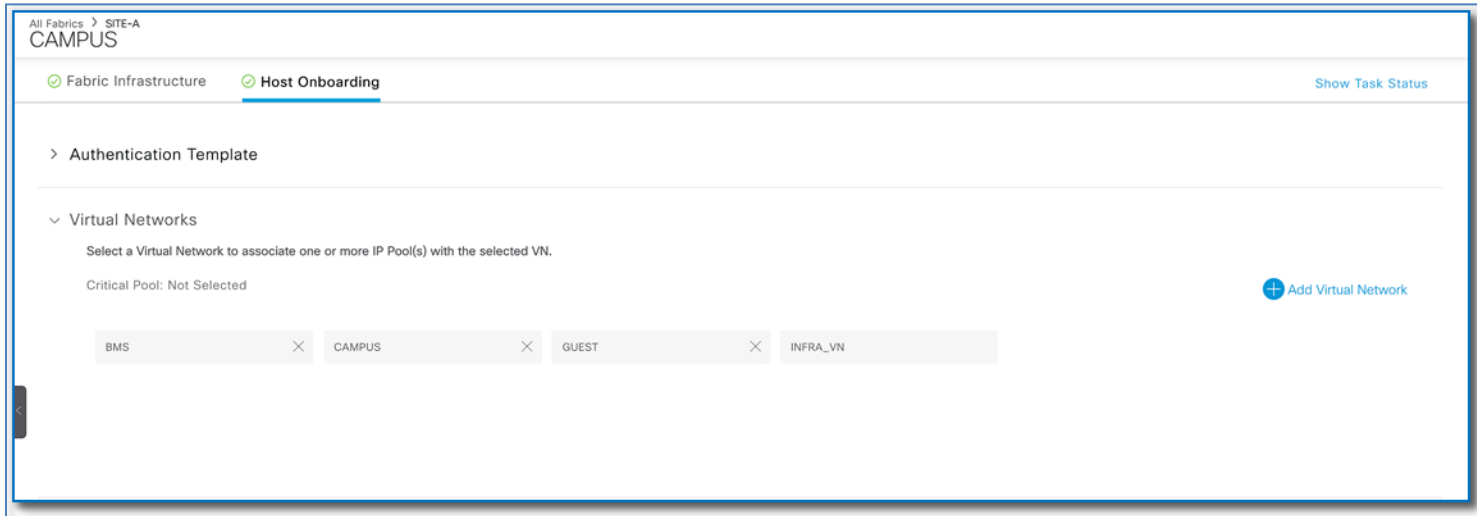 All Fabrics > SITE-A
CAMPUS
Fabric Infrastructure Host Onboarding Show Task Status
> Authentication Template
Virtual Networks
Select a Virtual Network to associate one or more IP Pool(s) with the selected VN.
Critical Pool: Not Selected
Add Virtual Network
BMS CAMPUS GUEST INFRA_VN